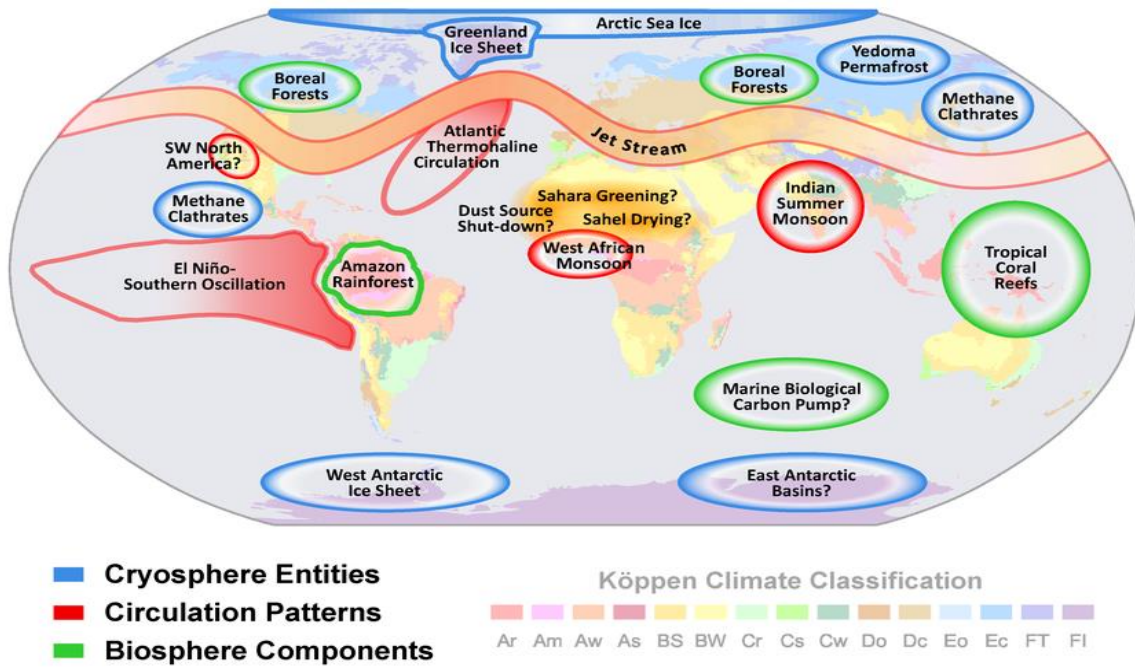 Arctic Sea Ice
Greenland
Ice Sheet
Yedoma
Permafrost
Boreal
Forests
Boreal
Forests
Methane
Clathrates
Atlantic
Thermohaline
Circulation
Jet Stream
SW North
America?
Methane
Clathrates
Indian
Summer
Monsoon
Sahara Greening?
Dust Source
Shut-down?
Sahel Drying?
West African
Monsoon
El Niño-
Southern Oscillation
Amazon
Rainforest
Tropical
Coral
Reefs
Marine Biological
Carbon Pump?
West Antarctic
Ice Sheet
East Antarctic
Basins?
Cryosphere Entities
Circulation Patterns
Biosphere Components
Köppen Climate Classification
Ar Am Aw As BS BW Cr Cs Cw Do Dc Eo Ec FT FI